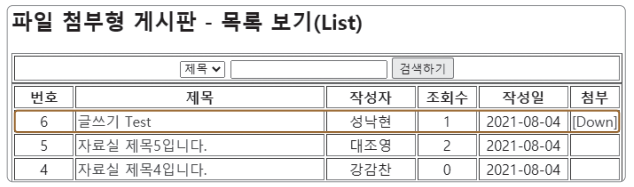 파일 첨부형 게시판 - 목록 보기(List)
제목 검색하기
번호 제목 작성자 조회수 작성일 첨부
6 글쓰기 Test 성낙현 1 2021-08-04 [Down]
5 자료실 제목5입니다. 대조영 2 2021-08-04
4 자료실 제목4입니다. 강감찬 0 2021-08-04